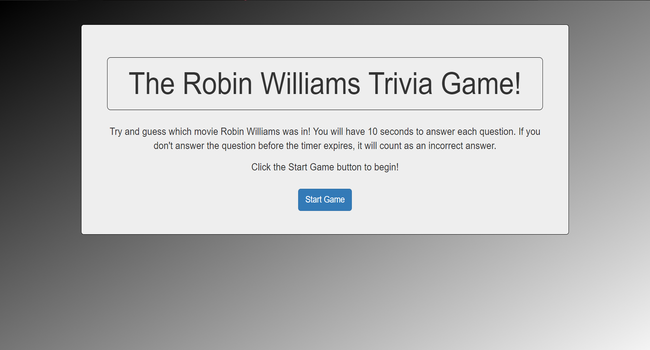 The Robin Williams Trivia Game!
Try and guess which movie Robin Williams was in! You will have 10 seconds to answer each question. If you
don't answer the question before the timer expires, it will count as an incorrect answer.
Click the Start Game button to begin!
Start Game